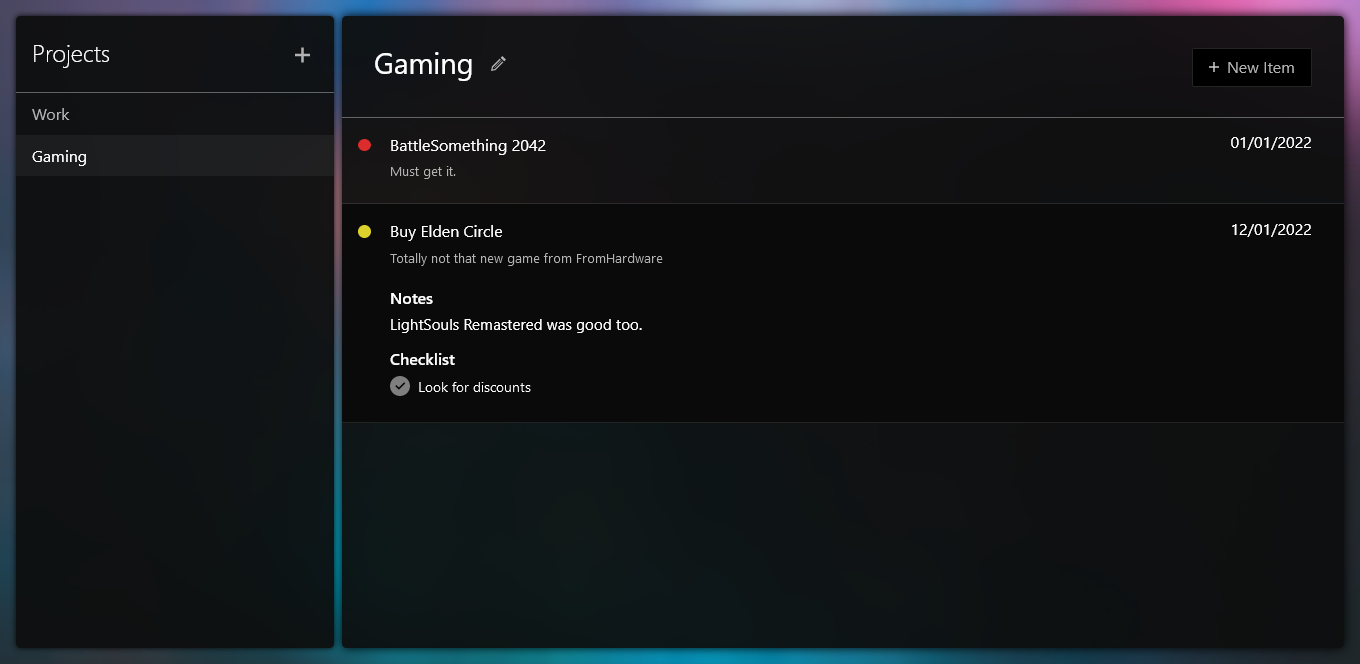 Projects
+
Work
Gaming
Gaming
+ New Item
BattleSomething 2042
01/01/2022
Must get it.
Buy Elden Circle
12/01/2022
Totally not that new game from FromHardware
Notes
LightSouls Remastered was good too.
Checklist
Look for discounts